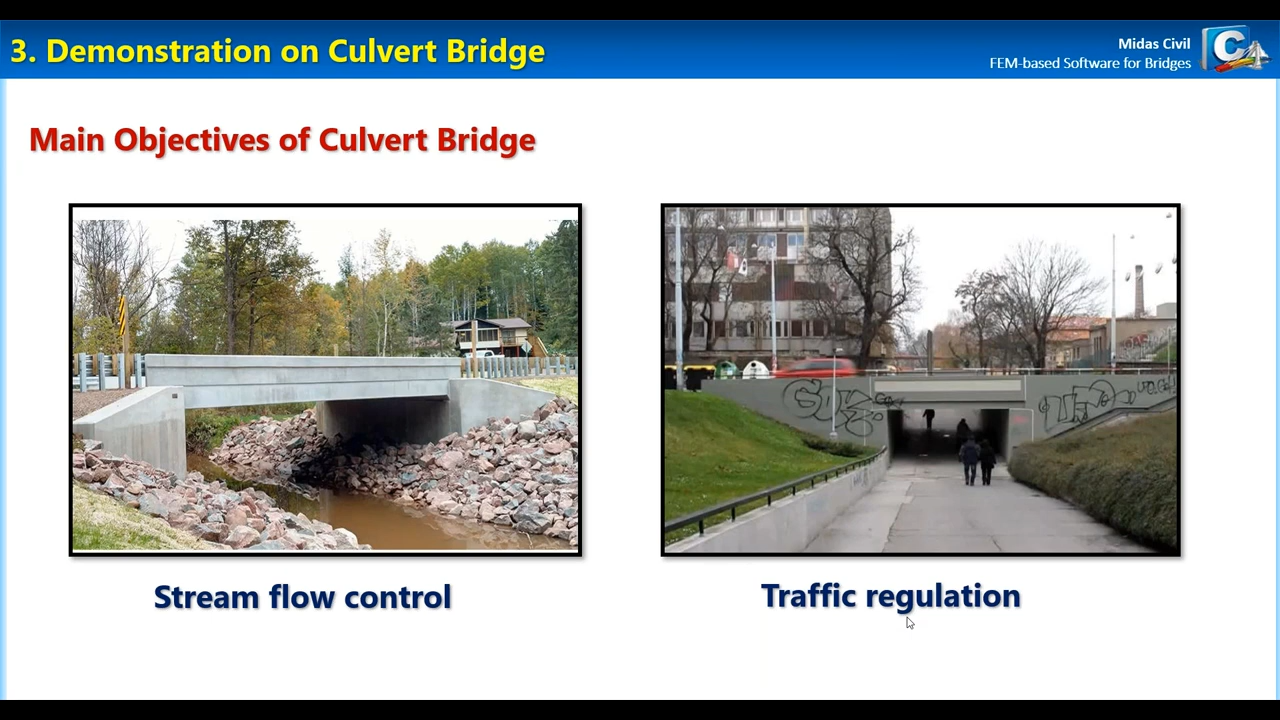 3. Demonstration on Culvert Bridge
Midas Civil
FEM-based Software for Bridges
C
Main Objectives of Culvert Bridge
Stream flow control
Traffic regulation